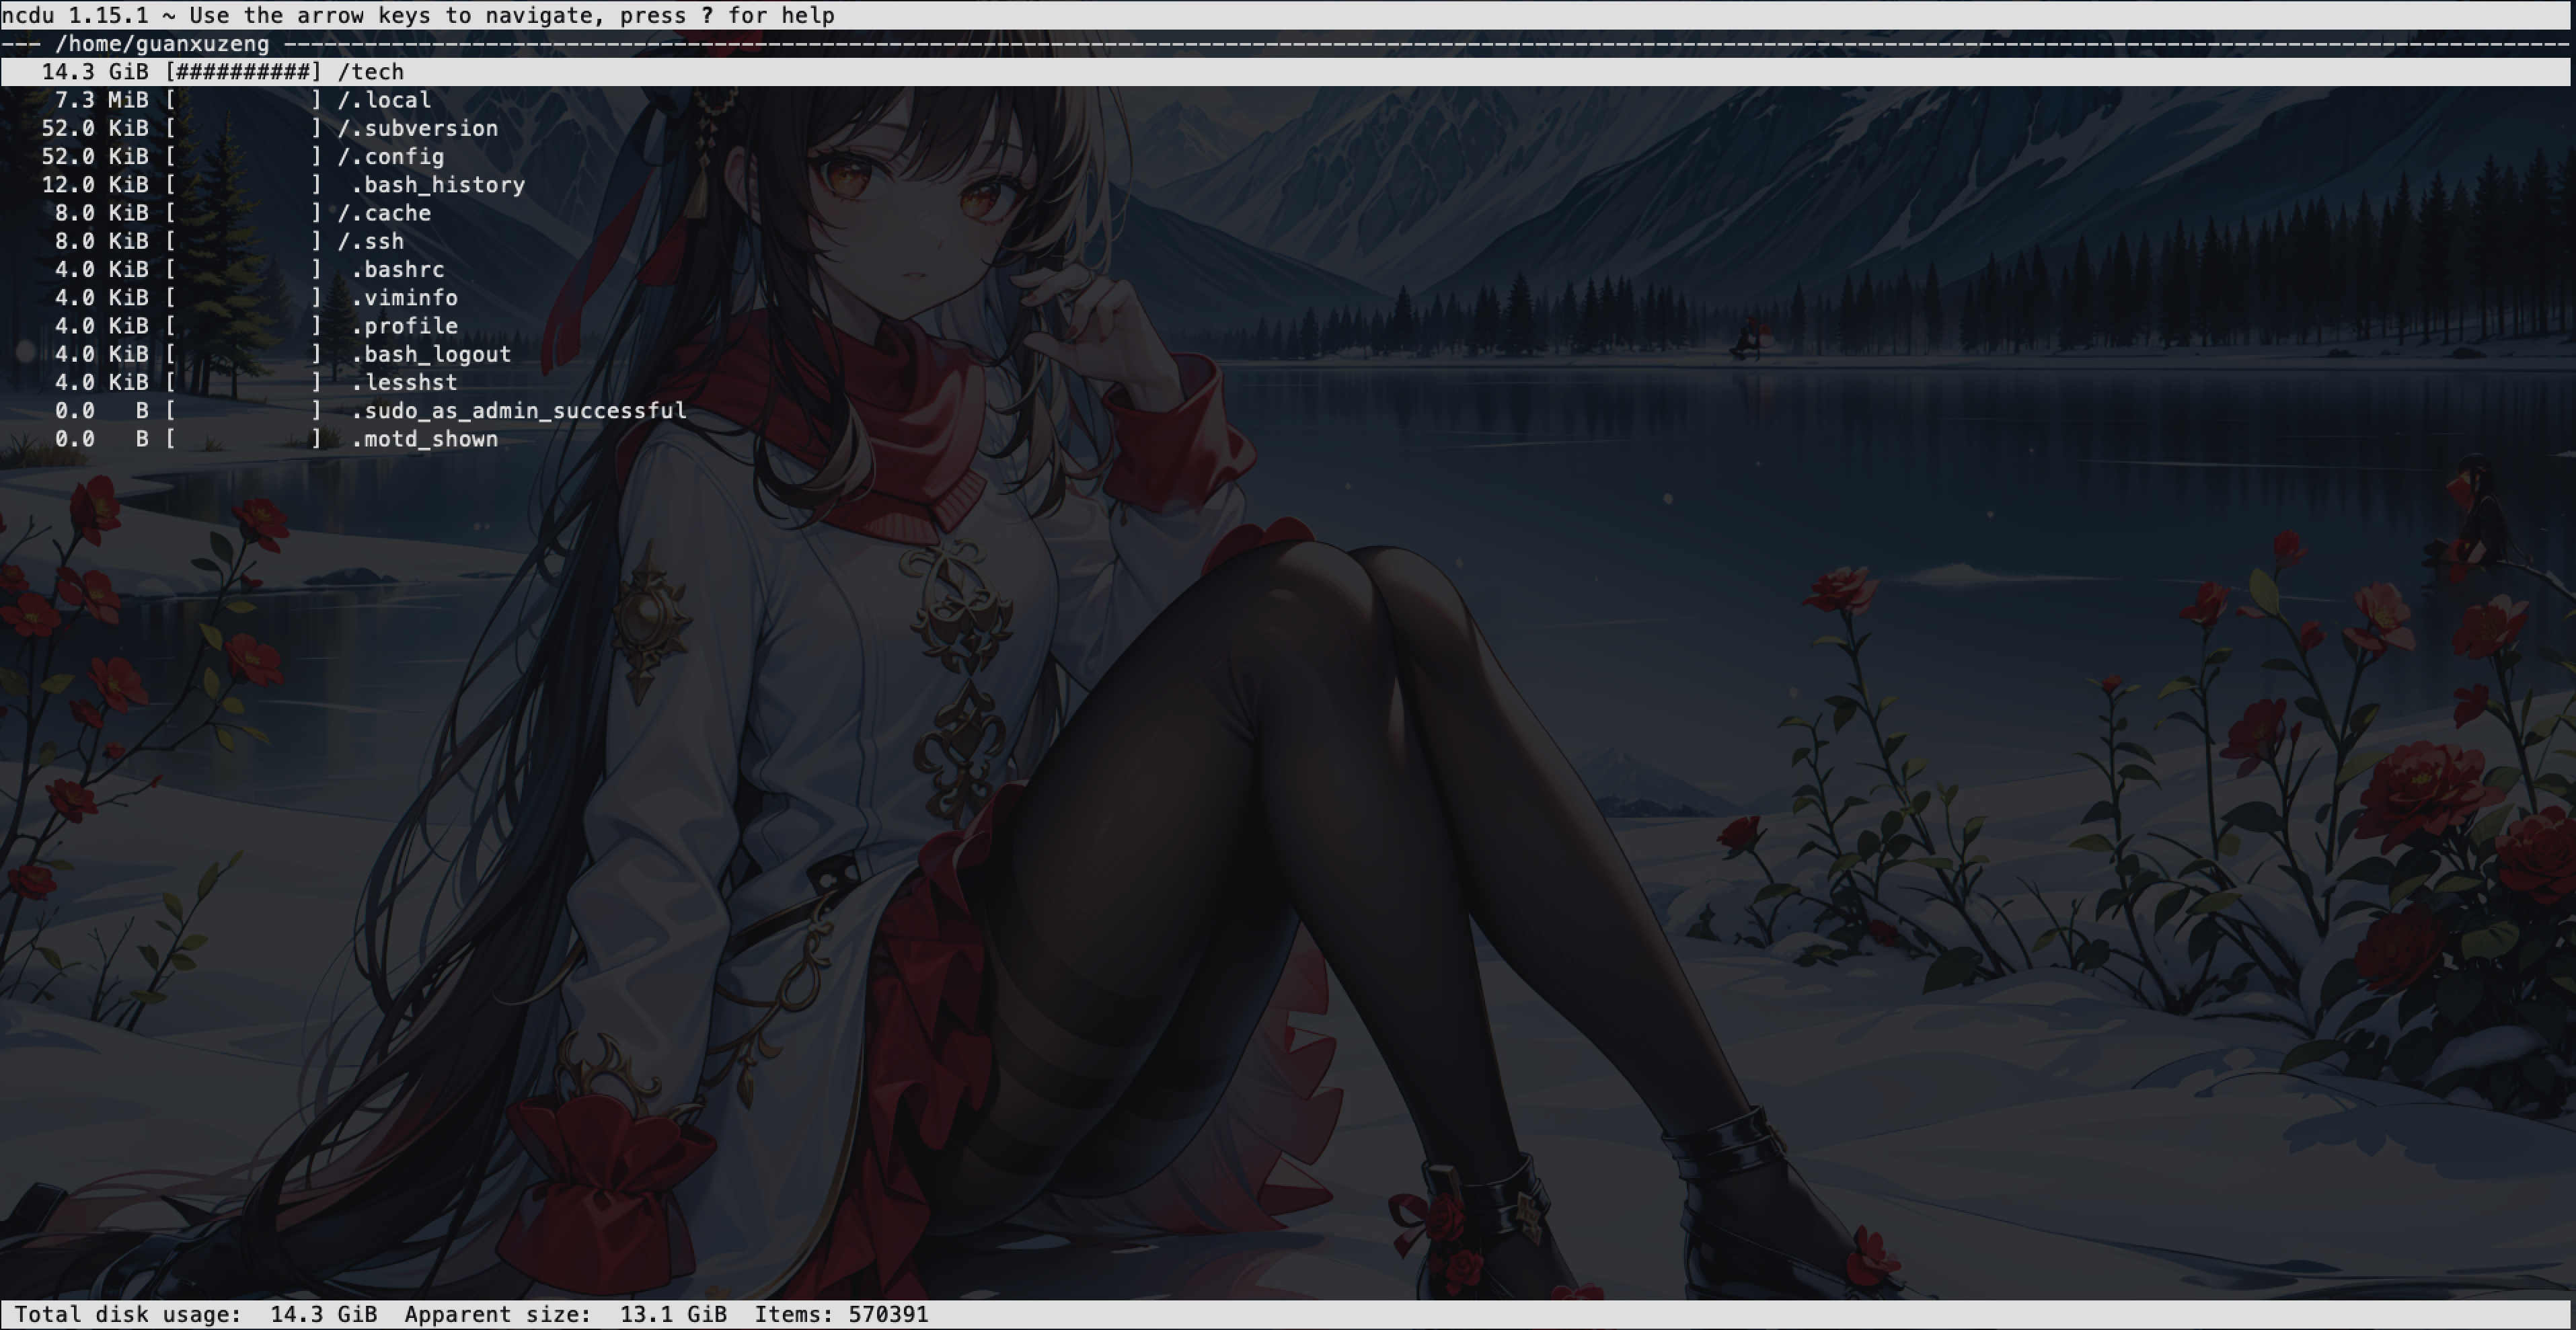 ncdu 1.15.1 ~ Use the arrow keys to navigate, press ? for help
--- /home/guanxuzeng ---------------------------------------------------------------------------------------------------------------------------------------------------------------------------
   14.3 GiB [##########] /tech
    7.3 MiB [          ] /.local
   52.0 KiB [          ] /.subversion
   52.0 KiB [          ] /.config
   12.0 KiB [          ]  .bash_history
    8.0 KiB [          ] /.cache
    8.0 KiB [          ] /.ssh
    4.0 KiB [          ]  .bashrc
    4.0 KiB [          ]  .viminfo
    4.0 KiB [          ]  .profile
    4.0 KiB [          ]  .bash_logout
    4.0 KiB [          ]  .lesshst
    0.0   B [          ]  .sudo_as_admin_successful
    0.0   B [          ]  .motd_shown
 Total disk usage:  14.3 GiB  Apparent size:  13.1 GiB  Items: 570391